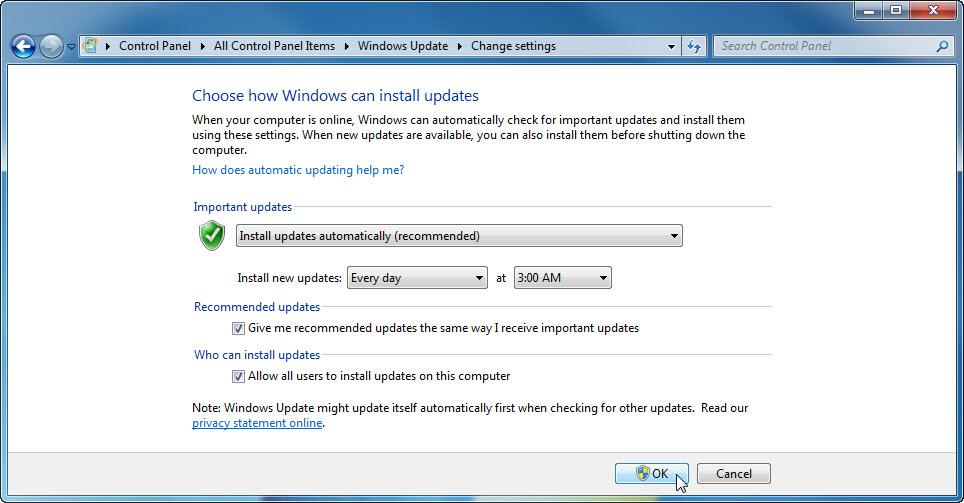 Control Panel All Control Panel Items Windows Update Change settings Search Control Panel
Choose how Windows can install updates
When your computer is online, Windows can automatically check for important updates and install them
using these settings. When new updates are available, you can also install them before shutting down the
computer.
How does automatic updating help me?
Important updates
Install updates automatically (recommended)
Install new updates: Every day at 3:00 AM
Recommended updates
Give me recommended updates the same way I receive important updates
Who can install updates
Allow all users to install updates on this computer
Note: Windows Update might update itself automatically first when checking for other updates. Read our
privacy statement online.
OK Cancel